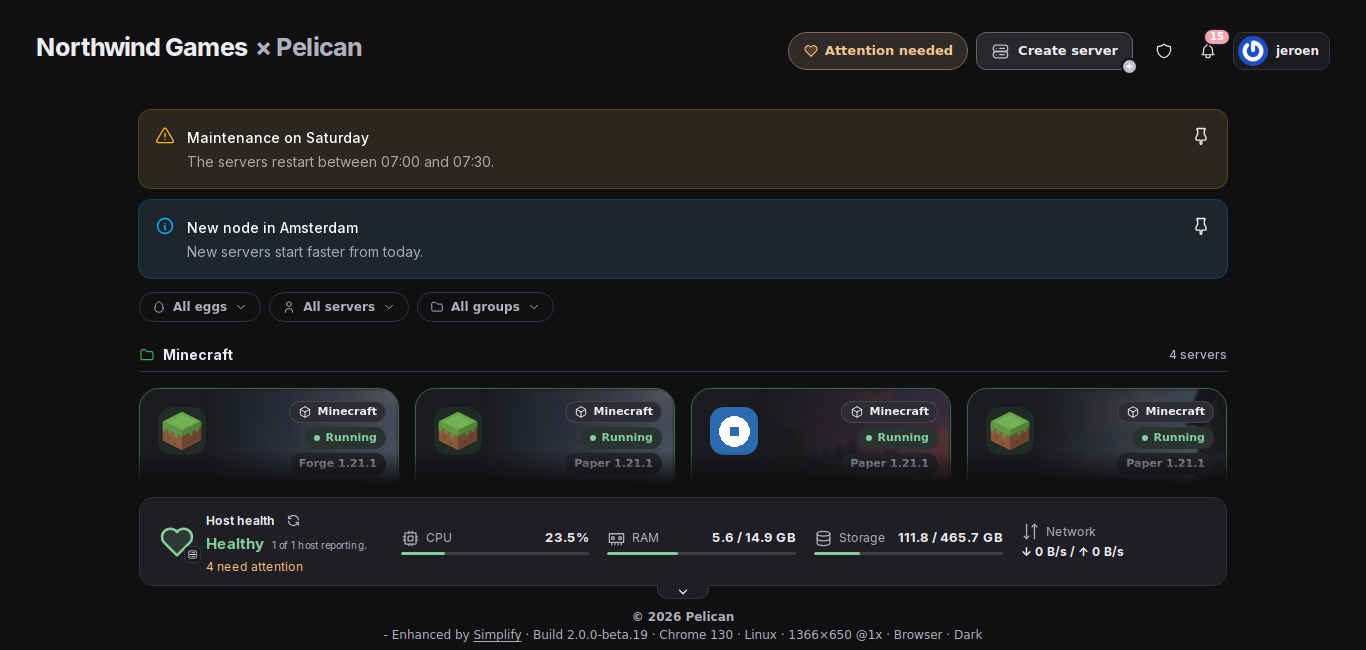 Northwind Games × Pelican
Attention needed
Create server
15
jeroen
Maintenance on Saturday
The servers restart between 07:00 and 07:30.
New node in Amsterdam
New servers start faster from today.
All eggs
All servers
All groups
Minecraft
4 servers
Minecraft
Running
Forge 1.21.1
Minecraft
Running
Paper 1.21.1
Minecraft
Running
Paper 1.21.1
Minecraft
Running
Paper 1.21.1
Host health
Healthy 1 of 1 host reporting.
4 need attention
CPU 23.5%
RAM 5.6 / 14.9 GB
Storage 111.8 / 465.7 GB
Network
↓ 0 B/s / ↑ 0 B/s
© 2026 Pelican
- Enhanced by Simplify · Build 2.0.0-beta.19 · Chrome 130 · Linux · 1366×650 @1x · Browser · Dark